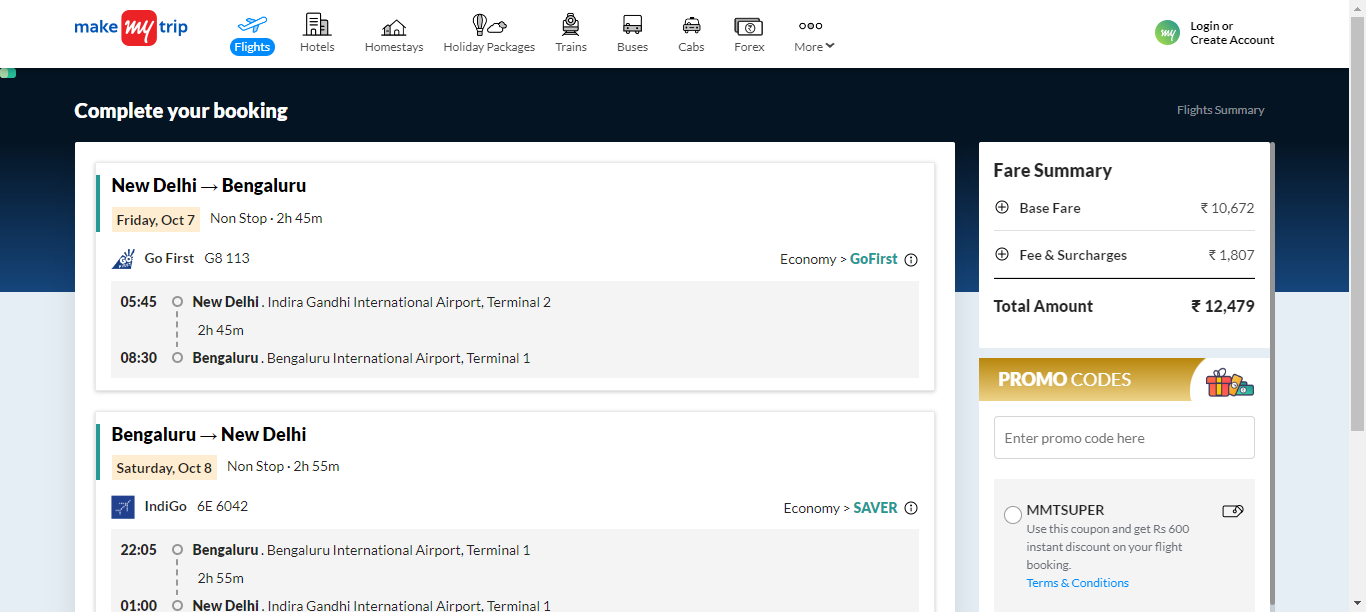 make my trip
Flights
Hotels
Homestays
Holiday Packages
Trains
Buses
Cabs
Forex
More
my
Login or
Create Account
Complete your booking
Flights Summary
New Delhi → Bengaluru
Friday, Oct 7 Non Stop · 2h 45m
Go First G8 113
Economy > GoFirst
05:45 New Delhi . Indira Gandhi International Airport, Terminal 2
2h 45m
08:30 Bengaluru . Bengaluru International Airport, Terminal 1
Bengaluru → New Delhi
Saturday, Oct 8 Non Stop · 2h 55m
IndiGo 6E 6042
Economy > SAVER
22:05 Bengaluru . Bengaluru International Airport, Terminal 1
2h 55m
01:00 New Delhi . Indira Gandhi International Airport, Terminal 1
Fare Summary
Base Fare ₹ 10,672
Fee & Surcharges ₹ 1,807
Total Amount ₹ 12,479
PROMO CODES
Enter promo code here
MMTSUPER
Use this coupon and get Rs 600
instant discount on your flight
booking.
Terms & Conditions